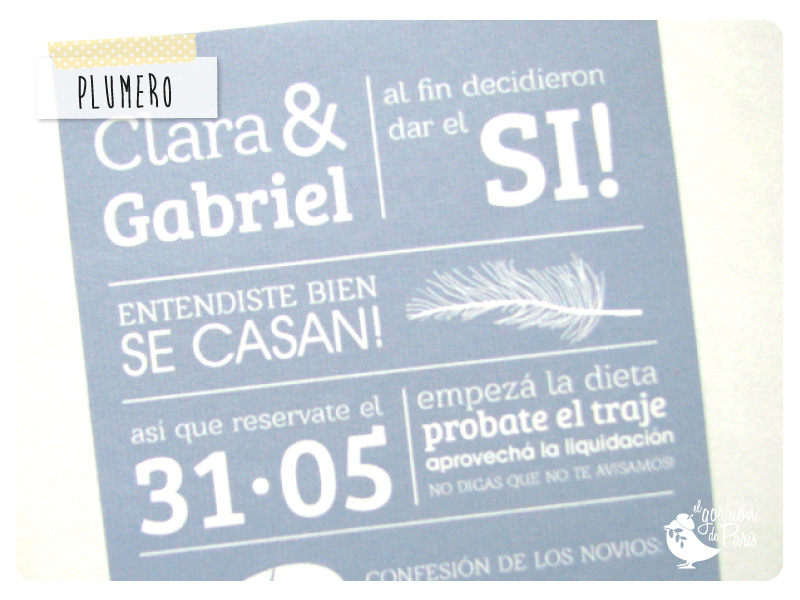 PLUMERO
Clara &
Gabriel
al fin decidieron
dar el SI!
ENTENDISTE BIEN
SE CASAN!
así que reservate el
31·05
empezá la dieta
probate el traje
aprovechá la liquidación
NO DIGAS QUE NO TE AVISAMOS!
CONFESIÓN DE LOS NOVIOS:
el
gorrión
de París